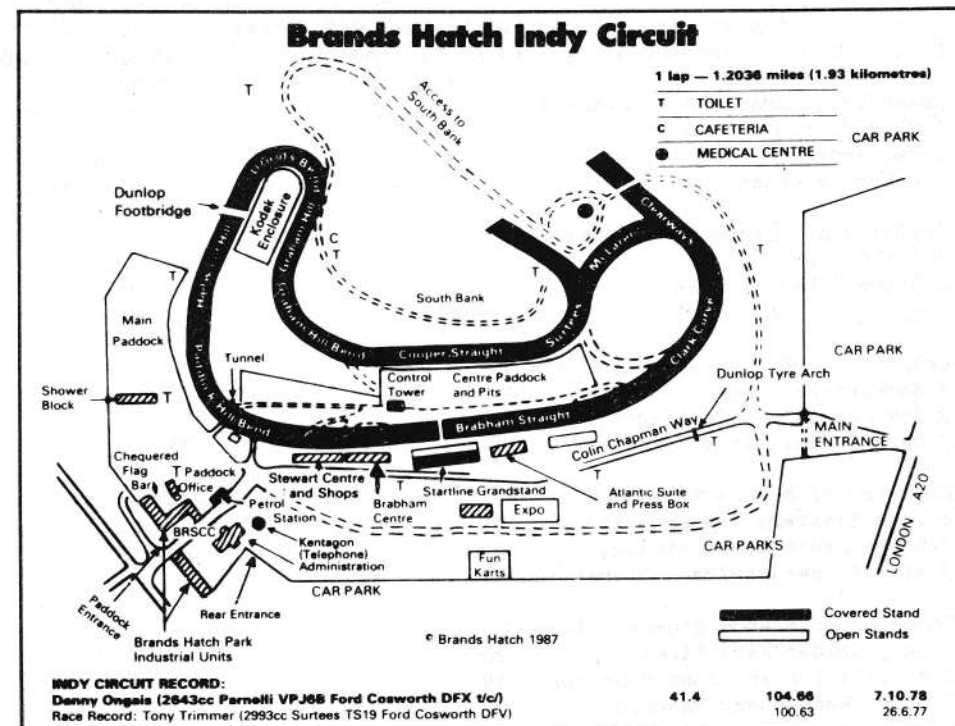 Brands Hatch Indy Circuit
1 lap — 1.2036 miles (1.93 kilometres)
T TOILET
C CAFETERIA
MEDICAL CENTRE
CAR PARK
Access to
South Bank
T
Druids Bend
Dunlop
Footbridge
Kodak
Enclosure
Graham Hill
Hailwood Hill
C
T
T
T
T
Clearways
McLaren
Surtees
Clark Curve
South Bank
Main
Paddock
Graham Hill Bend
Cooper Straight
Paddock Hill Bend
Tunnel
Control
Tower
Centre Paddock
and Pits
CAR PARK
Dunlop Tyre Arch
Shower
Block
T
Brabham Straight
Colin Chapman Way
T
T
MAIN
ENTRANCE
Chequered
Flag
Bar
T Paddock
Office
Stewart Centre
and Shops
T
Brabham
Centre
Startline Grandstand
Atlantic Suite
and Press Box
Petrol
Station
BRSCC
Expo
Kentagon
(Telephone)
Administration
Fun
Karts
CAR PARKS
LONDON A20
CAR PARK
Paddock
Entrance
Rear Entrance
Brands Hatch Park
Industrial Units
© Brands Hatch 1987
Covered Stand
Open Stands
INDY CIRCUIT RECORD:
Danny Ongais (2643cc Parnelli VPJ6B Ford Cosworth DFX t/c/) 41.4 104.66 7.10.78
Race Record: Tony Trimmer (2993cc Surtees TS19 Ford Cosworth DFV) 100.63 26.6.77